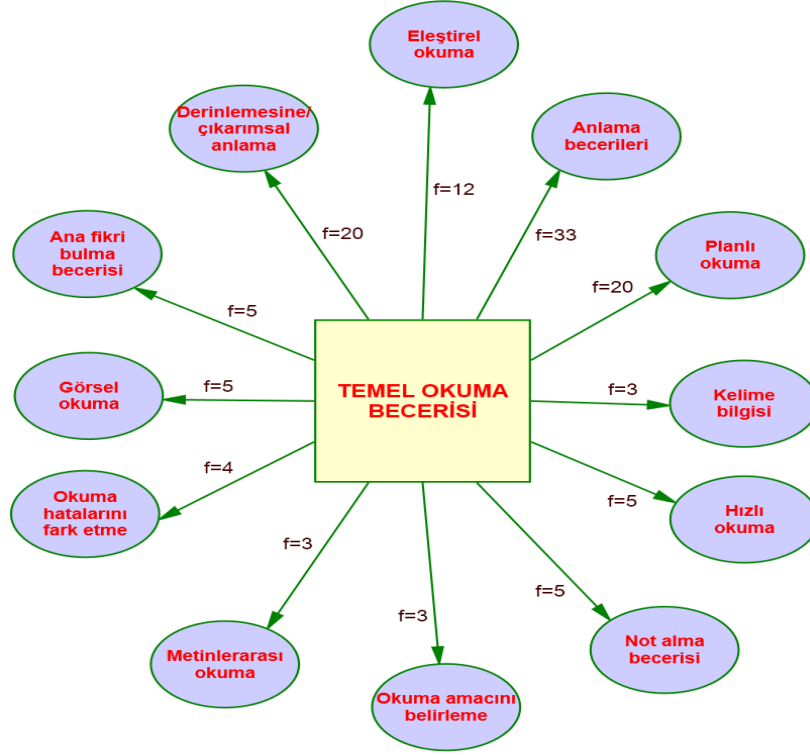 Eleştirel
okuma
f=12
Anlama
becerileri
f=33
Planlı
okuma
f=20
Kelime
bilgisi
f=3
Hızlı
okuma
f=5
Not alma
becerisi
f=5
Okuma amacını
belirleme
f=3
Metinlerarası
okuma
f=3
Okuma
hatalarını
fark etme
f=4
Görsel
okuma
f=5
Ana fikri
bulma
becerisi
f=5
Derinlemesine/
çıkarımsal
anlama
f=20
TEMEL OKUMA
BECERİSİ